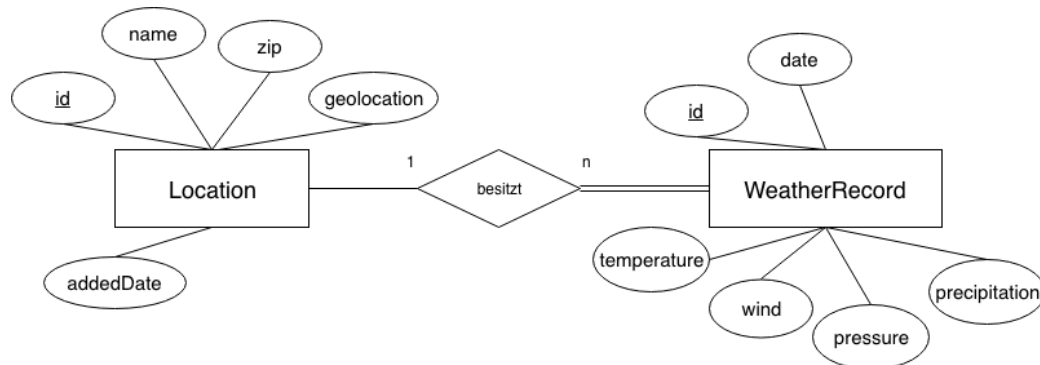 name
zip
id
geolocation
Location
addedDate
1
besitzt
n
date
id
WeatherRecord
temperature
wind
pressure
precipitation